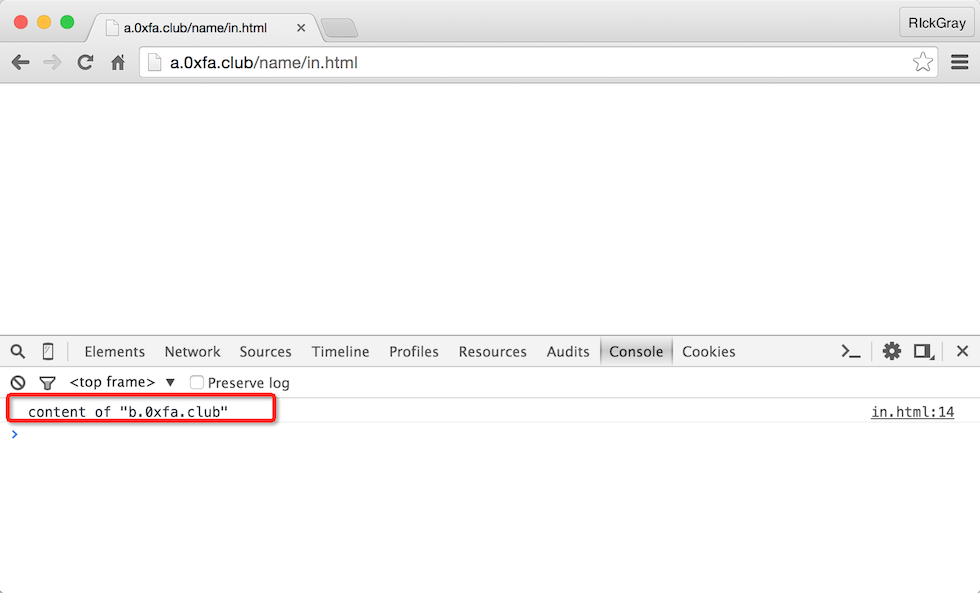 a.0xfa.club/name/in.html
RIckGray
a.0xfa.club/name/in.html
Elements Network Sources Timeline Profiles Resources Audits Console Cookies
<top frame> Preserve log
content of "b.0xfa.club" in.html:14